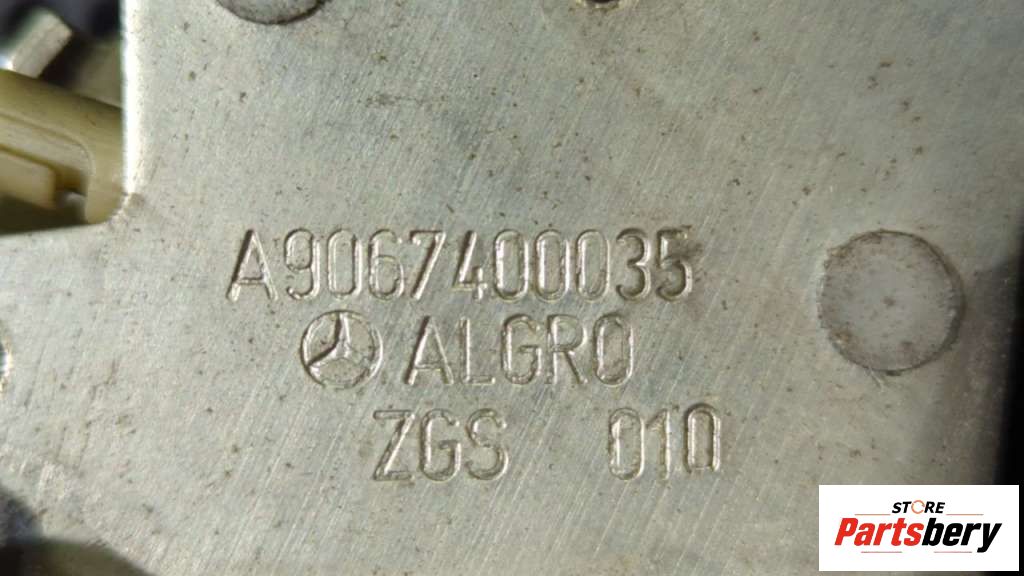 A9067400035
ALGRO
ZGS 010
STORE
Partsbery